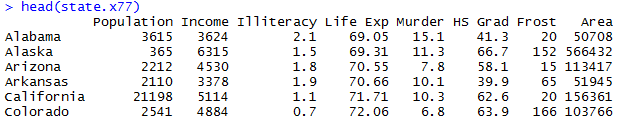 > head(state.x77)
Population Income Illiteracy Life Exp Murder HS Grad Frost Area
Alabama 3615 3624 2.1 69.05 15.1 41.3 20 50708
Alaska 365 6315 1.5 69.31 11.3 66.7 152 566432
Arizona 2212 4530 1.8 70.55 7.8 58.1 15 113417
Arkansas 2110 3378 1.9 70.66 10.1 39.9 65 51945
California 21198 5114 1.1 71.71 10.3 62.6 20 156361
Colorado 2541 4884 0.7 72.06 6.8 63.9 166 103766